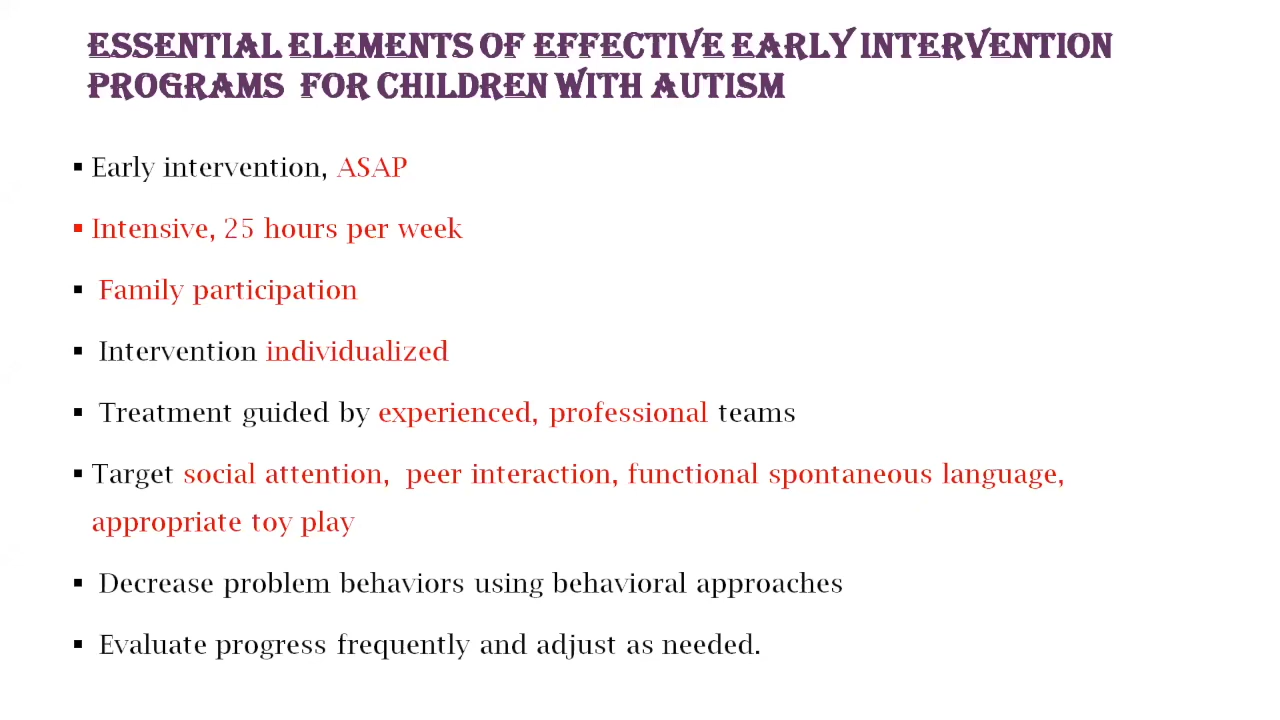 ESSENTIAL ELEMENTS OF EFFECTIVE EARLY INTERVENTION
PROGRAMS FOR CHILDREN WITH AUTISM
▪ Early intervention, ASAP
▪ Intensive, 25 hours per week
▪ Family participation
▪ Intervention individualized
▪ Treatment guided by experienced, professional teams
▪ Target social attention, peer interaction, functional spontaneous language,
appropriate toy play
▪ Decrease problem behaviors using behavioral approaches
▪ Evaluate progress frequently and adjust as needed.